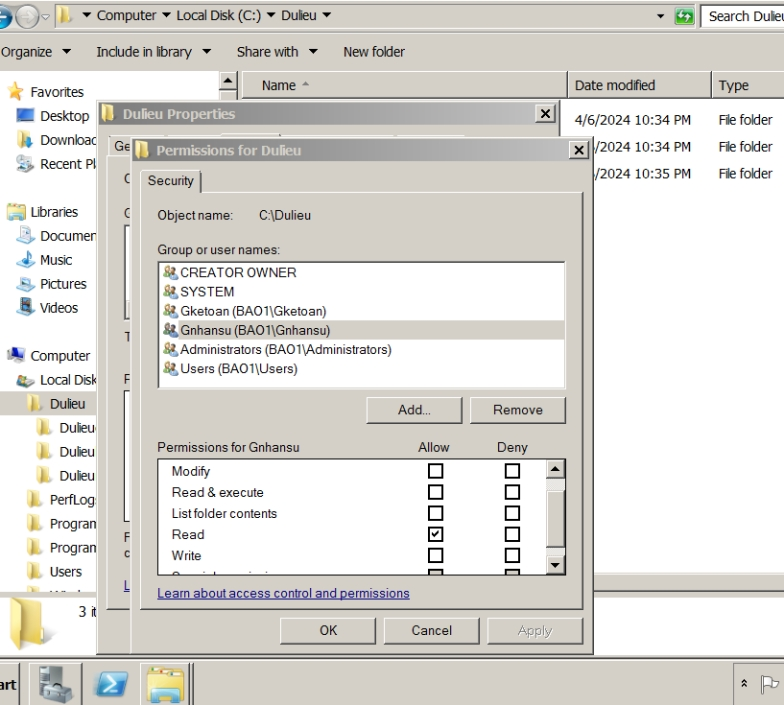 Computer Local Disk (C:) Dulieu
Search Dulieu
Organize Include in library Share with New folder
Name Date modified Type
Favorites
Desktop
Downloa
Recent Pl
Libraries
Documen
Music
Pictures
Videos
Computer
Local Disk
Dulieu
Dulieu
Dulieu
Dulieu
PerfLog
Program
Program
Users
4/6/2024 10:34 PM File folder
/2024 10:34 PM File folder
/2024 10:35 PM File folder
Dulieu Properties
Ge
Permissions for Dulieu
Security
Object name: C:\Dulieu
Group or user names:
CREATOR OWNER
SYSTEM
Gketoan (BAO1\Gketoan)
Gnhansu (BAO1\Gnhansu)
Administrators (BAO1\Administrators)
Users (BAO1\Users)
Add... Remove
Permissions for Gnhansu Allow Deny
Modify
Read & execute
List folder contents
Read
Write
Learn about access control and permissions
OK Cancel Apply
3 it
art